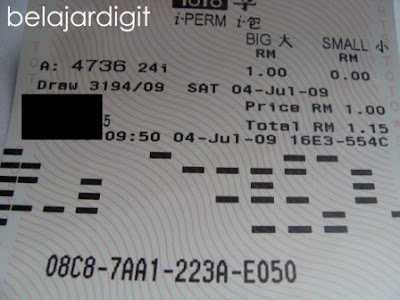 belajardigit
i-PERM i-包
BIG 大 SMALL 小
RM RM
A: 4736 24i 1.00 0.00
Draw 3194/09 SAT 04-Jul-09
Price RM 1.00
5 Total RM 1.15
09:50 04-Jul-09 16E3-554C
08C8-7AA1-223A-E050